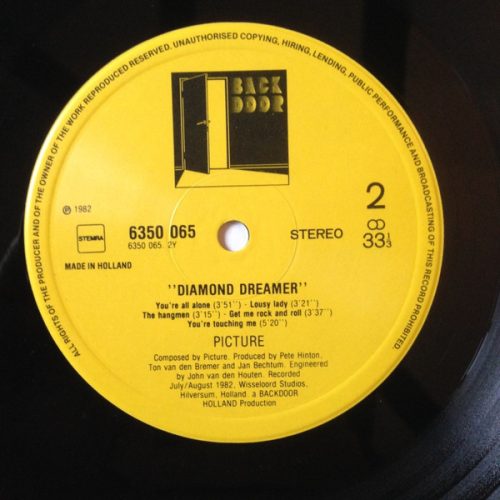 ALL RIGHTS OF THE PRODUCER AND OF THE OWNER OF THE WORK REPRODUCED RESERVED. UNAUTHORISED COPYING, HIRING, LENDING, PUBLIC PERFORMANCE AND BROADCASTING OF THIS RECORD PROHIBITED.
BACK
DOOR
℗ 1982
STEMRA
6350 065
6350 065. 2Y
STEREO
2
33 1/3
MADE IN HOLLAND
"DIAMOND DREAMER"
You're all alone (3'51") - Lousy lady (3'21")
The hangmen (3'15") - Get me rock and roll (3'37")
You're touching me (5'20")
PICTURE
Composed by Picture. Produced by Pete Hinton,
Ton van den Bremer and Jan Bechtum. Engineered
by John van den Houten. Recorded
July/August 1982, Wisseloord Studios,
Hilversum, Holland. a BACKDOOR
HOLLAND Production